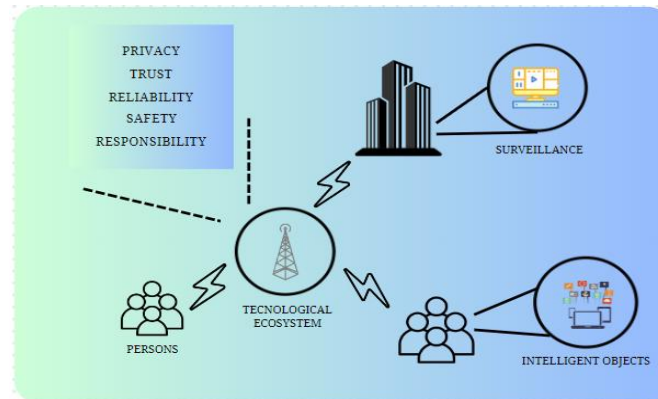 PRIVACY
TRUST
RELIABILITY
SAFETY
RESPONSIBILITY
SURVEILLANCE
TECNOLOGICAL
ECOSYSTEM
PERSONS
INTELLIGENT OBJECTS